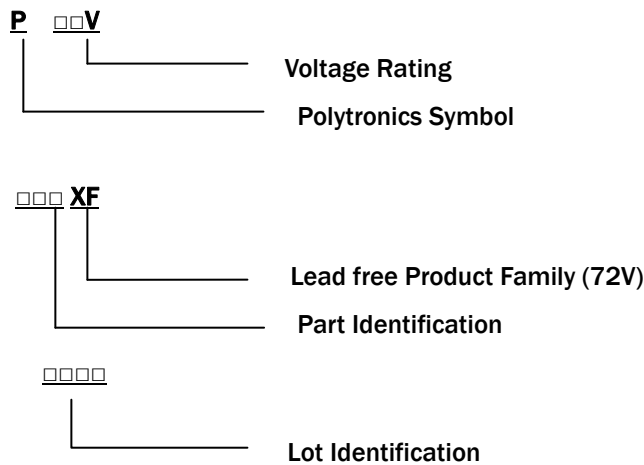 P □□V
Voltage Rating
Polytronics Symbol
□□□ XF
Lead free Product Family (72V)
Part Identification
□□□□
Lot Identification